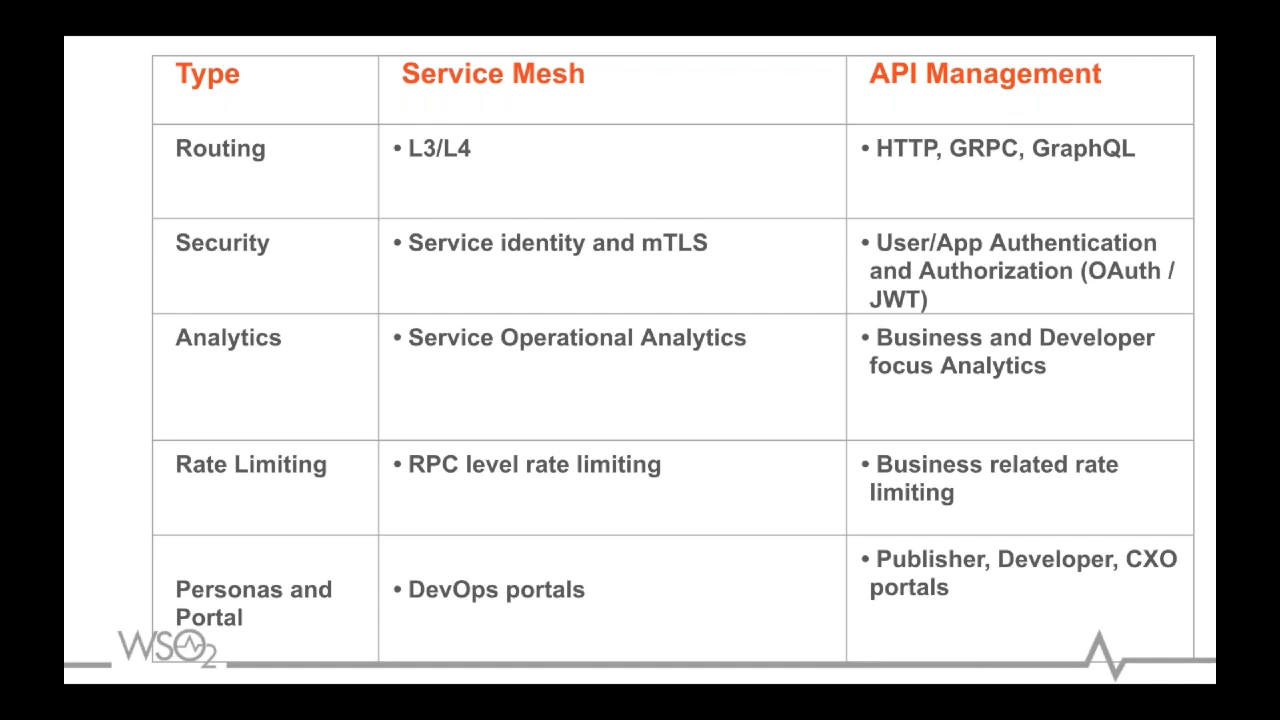 Type Service Mesh API Management
Routing • L3/L4 • HTTP, GRPC, GraphQL
Security • Service identity and mTLS • User/App Authentication
and Authorization (OAuth /
JWT)
Analytics • Service Operational Analytics • Business and Developer
focus Analytics
Rate Limiting • RPC level rate limiting • Business related rate
limiting
• Publisher, Developer, CXO
portals
Personas and • DevOps portals
Portal
WSO2